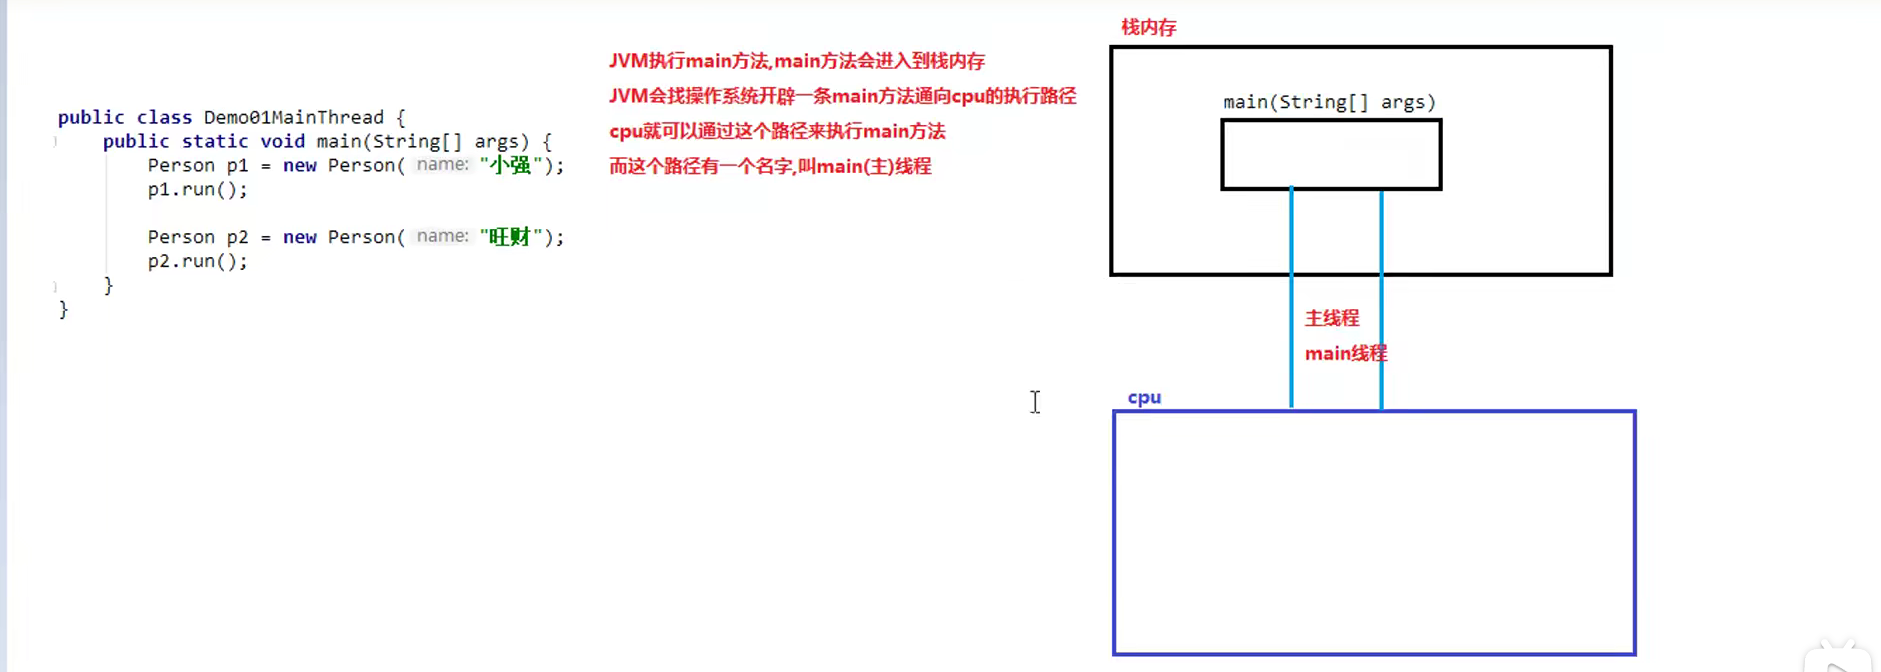 public class Demo01MainThread {
public static void main(String[] args) {
Person p1 = new Person( name: "小强");
p1.run();
Person p2 = new Person( name: "旺财");
p2.run();
}
}
JVM执行main方法,main方法会进入到栈内存
JVM会找操作系统开辟一条main方法通向cpu的执行路径
cpu就可以通过这个路径来执行main方法
而这个路径有一个名字,叫main(主)线程
栈内存
main(String[] args)
主线程
main线程
cpu